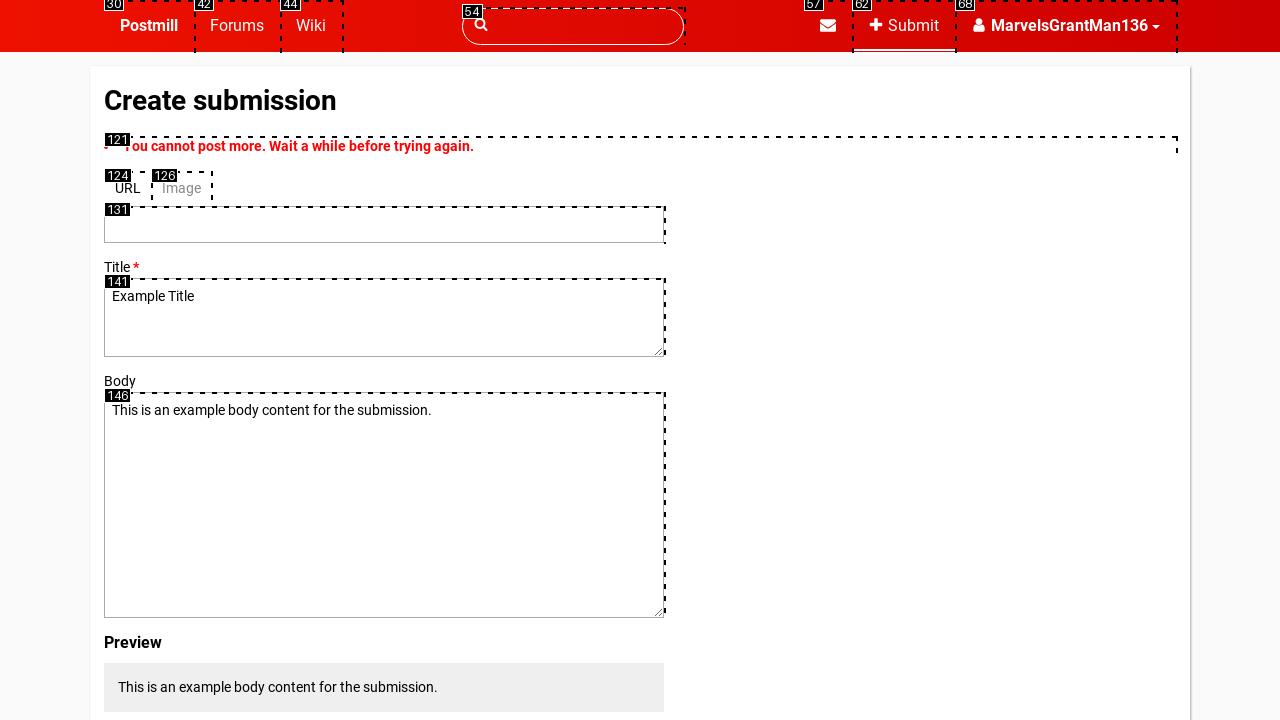 30 42 44 54 57 62 68
Postmill Forums Wiki Submit MarvelsGrantMan136
Create submission
121
ou cannot post more. Wait a while before trying again.
124 126
URL Image
131
Title *
141
Example Title
Body
146
This is an example body content for the submission.
Preview
This is an example body content for the submission.